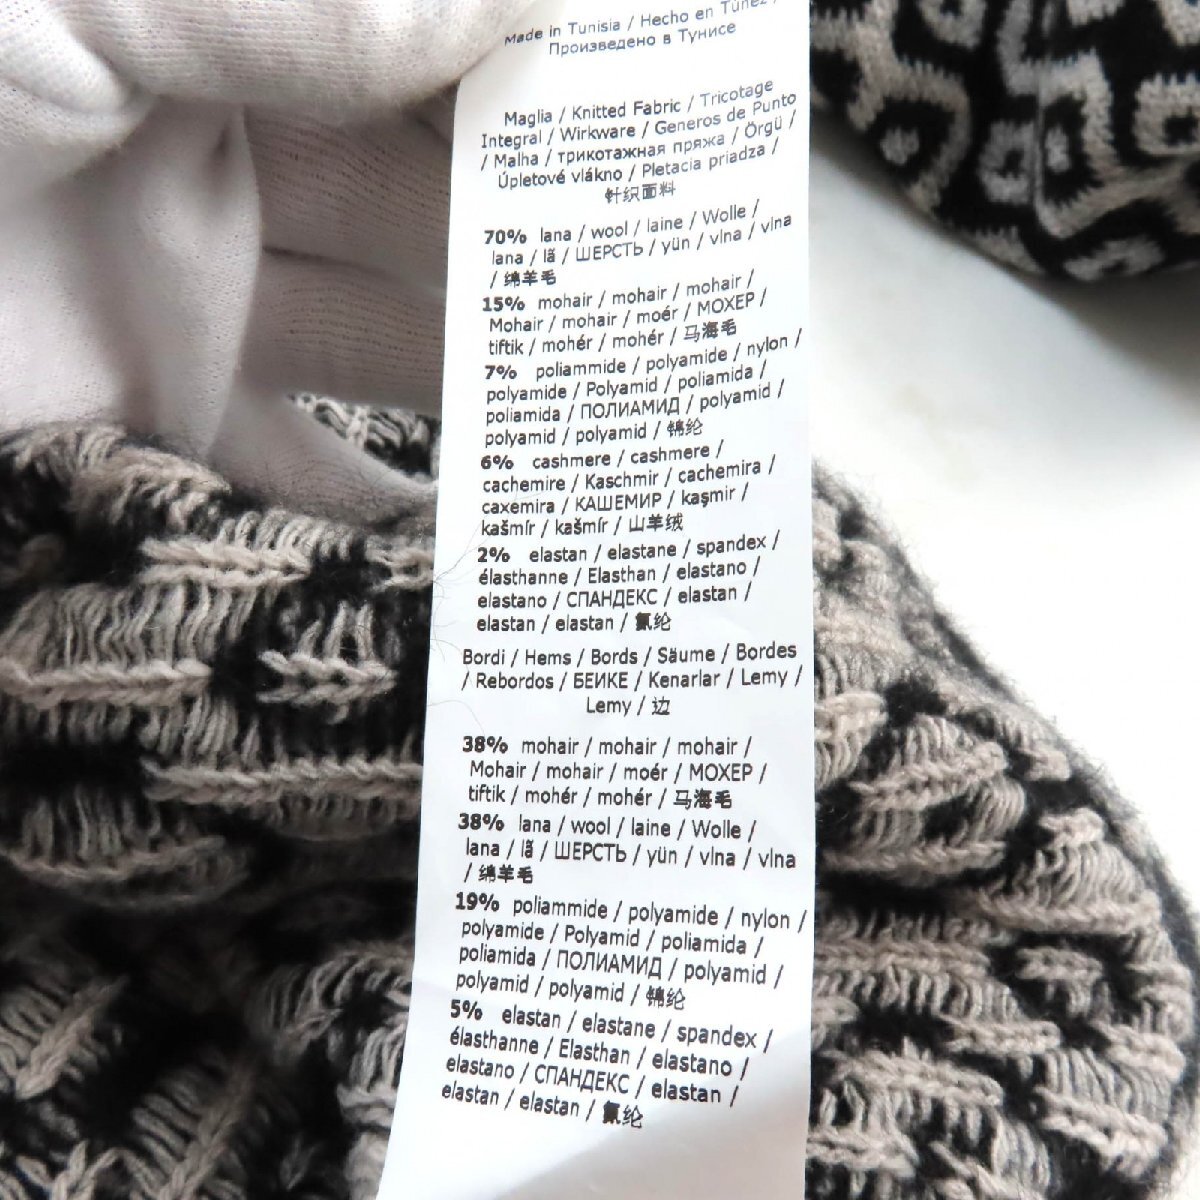 Made in Tunisia / Hecho en Túnez /
Произведено в Тунисе
Maglia / Knitted Fabric / Tricotage
Integral / Wirkware / Generos de Punto
/ Malha / трикотажная пряжа / Örgü /
Úpletové vlákno / Pletacia priadza /
针织面料
70% lana / wool / laine / Wolle /
lana / lã / ШЕРСТЬ / yün / vlna / vlna
/ 绵羊毛
15% mohair / mohair / mohair /
Mohair / mohair / moér / МОХЕР /
tiftik / mohér / mohér / 马海毛
7% poliammide / polyamide / nylon /
polyamide / Polyamid / poliamida /
poliamida / ПОЛИАМИД / polyamid /
polyamid / polyamid / 锦纶
6% cashmere / cashmere /
cachemire / Kaschmir / cachemira /
caxemira / КАШЕМИР / kaşmir /
kašmír / kašmír / 山羊绒
2% elastan / elastane / spandex /
élasthanne / Elasthan / elastano /
elastano / СПАНДЕКС / elastan /
elastan / elastan / 氨纶
Bordi / Hems / Bords / Säume / Bordes
/ Rebordos / БЕИКЕ / Kenarlar / Lemy /
Lemy / 边
38% mohair / mohair / mohair /
Mohair / mohair / moér / МОХЕР /
tiftik / mohér / mohér / 马海毛
38% lana / wool / laine / Wolle /
lana / lã / ШЕРСТЬ / yün / vlna / vlna
/ 绵羊毛
19% poliammide / polyamide / nylon /
polyamide / Polyamid / poliamida /
poliamida / ПОЛИАМИД / polyamid /
polyamid / polyamid / 锦纶
5% elastan / elastane / spandex /
élasthanne / Elasthan / elastano /
elastano / СПАНДЕКС / elastan /
elastan / elastan / 氨纶